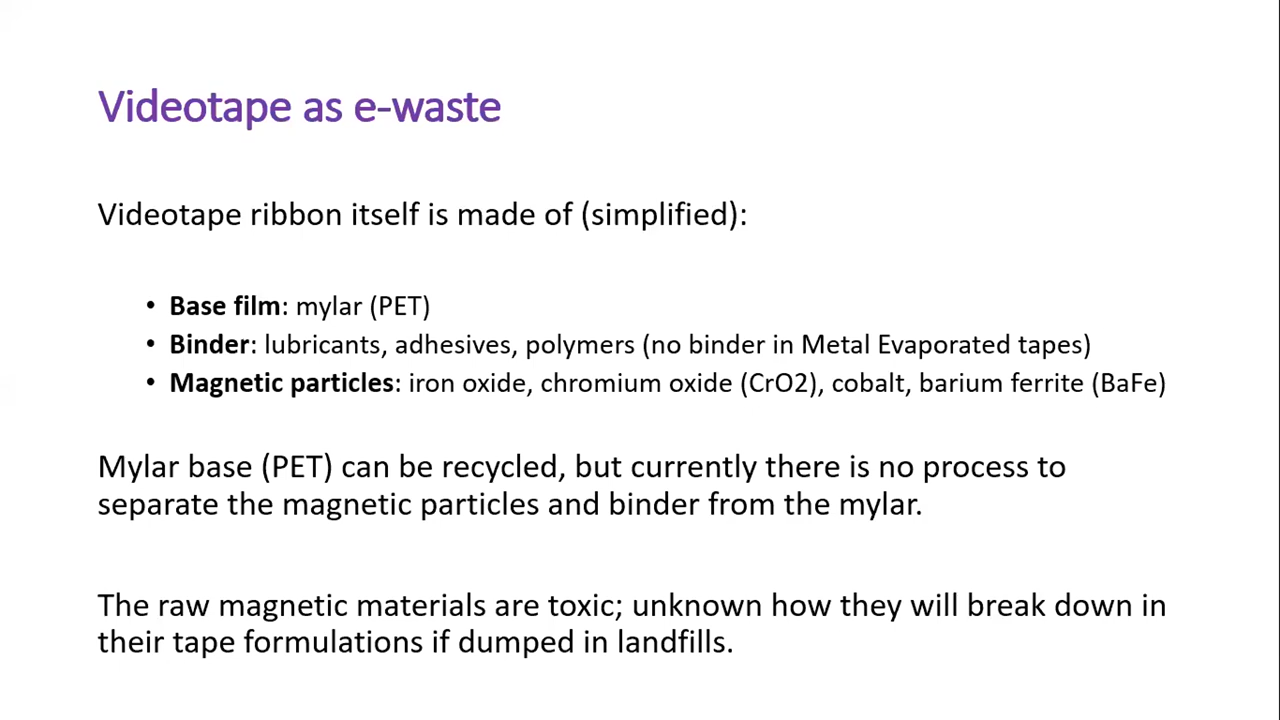 Videotape as e-waste
Videotape ribbon itself is made of (simplified):
• Base film: mylar (PET)
• Binder: lubricants, adhesives, polymers (no binder in Metal Evaporated tapes)
• Magnetic particles: iron oxide, chromium oxide (CrO2), cobalt, barium ferrite (BaFe)
Mylar base (PET) can be recycled, but currently there is no process to
separate the magnetic particles and binder from the mylar.
The raw magnetic materials are toxic; unknown how they will break down in
their tape formulations if dumped in landfills.